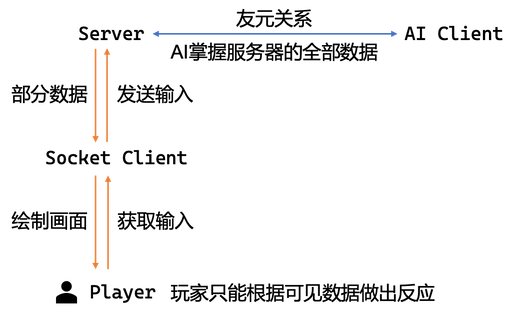 友元关系
Server
AI Client
AI掌握服务器的全部数据
部分数据
发送输入
Socket Client
绘制画面
获取输入
Player
玩家只能根据可见数据做出反应